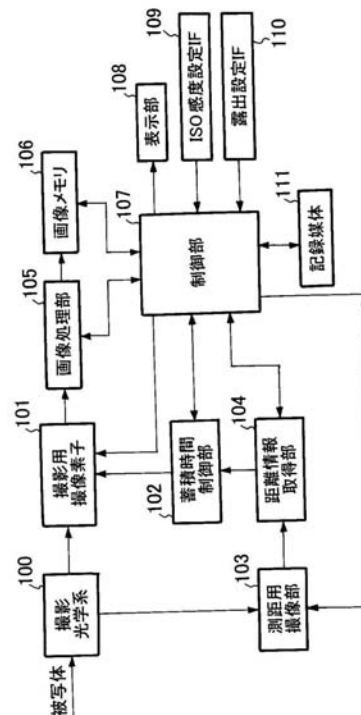 被写体
100
撮影
光学系
101
撮影用
撮像素子
105
画像処理部
106
画像メモリ
102
蓄積時間
制御部
107
制御部
108
表示部
109
ISO感度設定IF
110
露出設定IF
103
測距用
撮像部
104
距離情報
取得部
111
記録媒体